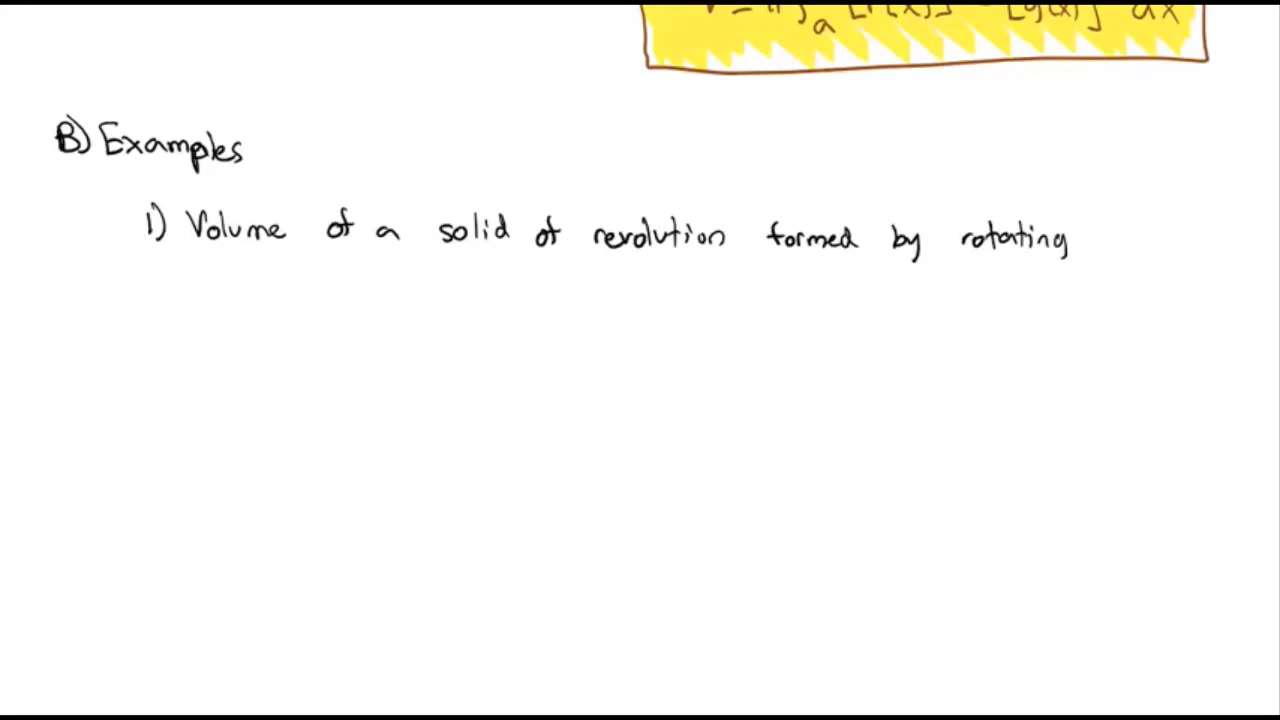 B) Examples
1) Volume of a solid of revolution formed by rotating